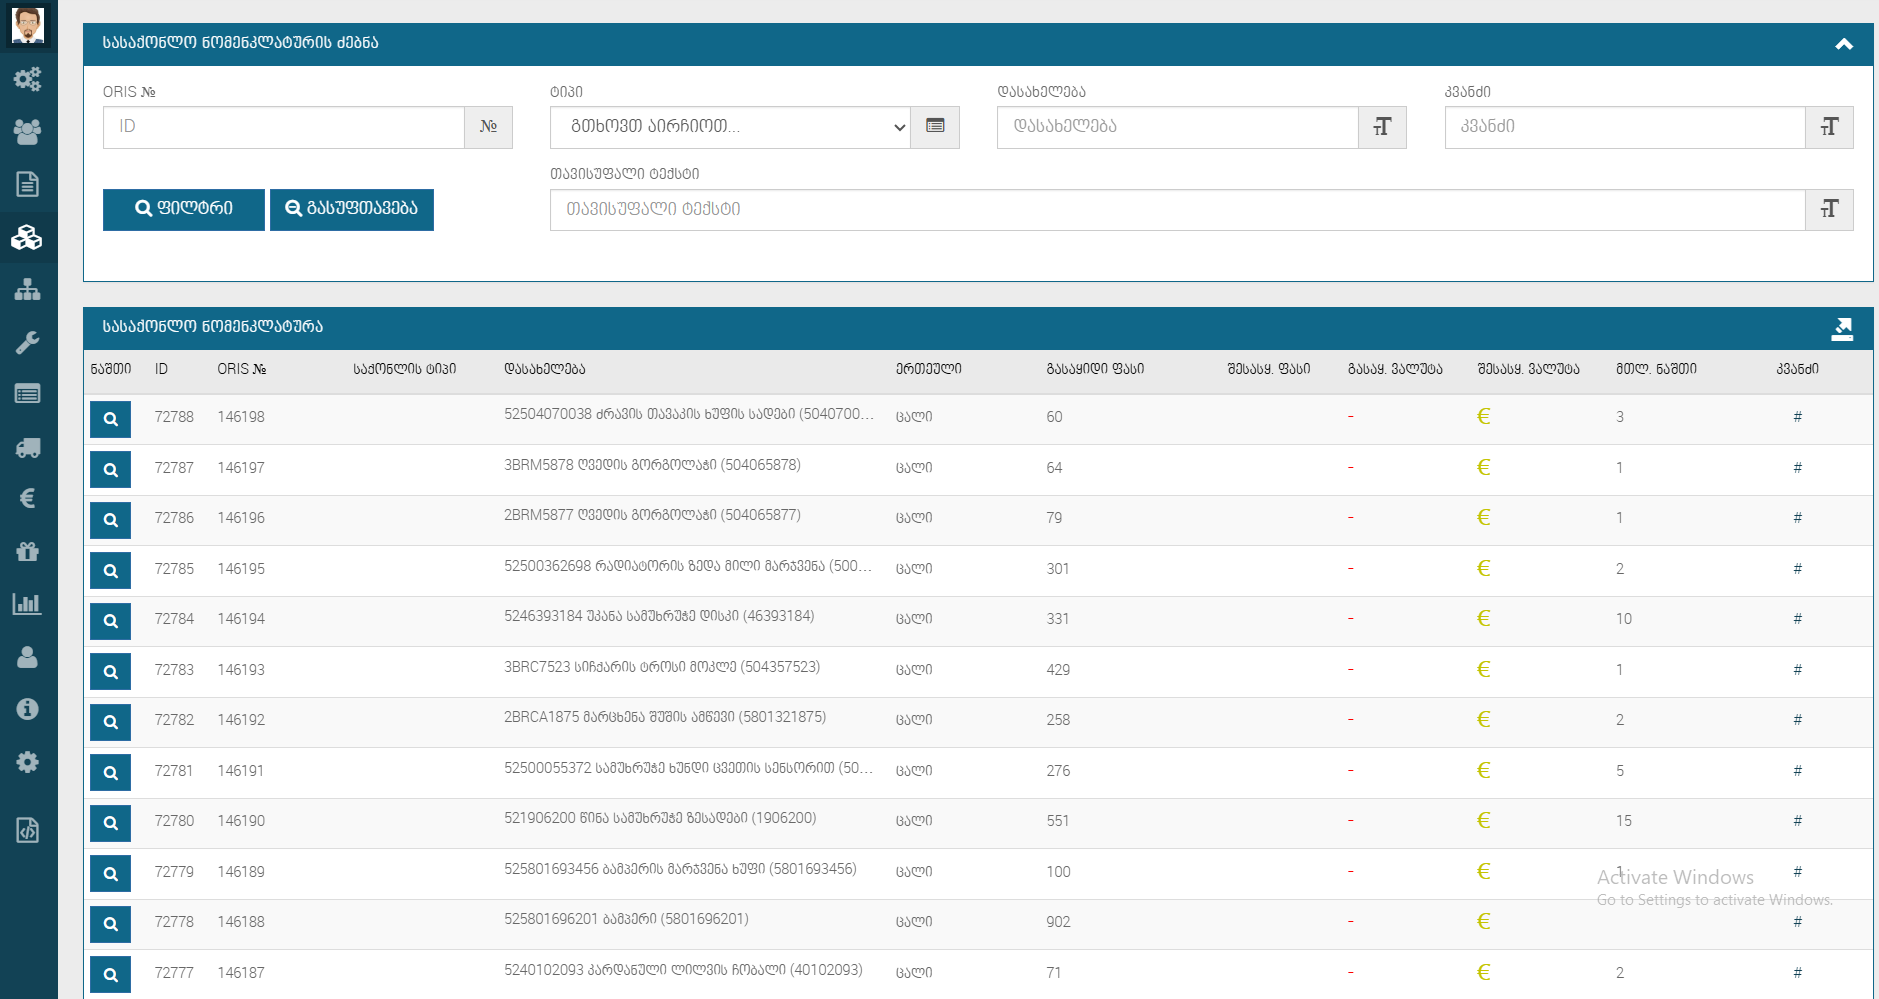 სასაქონლო ნომენკლატურის ძებნა
ORIS № ტიპი დასახელება კვანძი
ID № გთხოვთ აირჩიოთ... დასახელება კვანძი
თავისუფალი ტექსტი
ფილტრი გასუფთავება თავისუფალი ტექსტი
სასაქონლო ნომენკლატურა
ნაშთი ID ORIS № საქონლის ტიპი დასახელება ერთეული გასაყიდი ფასი შესასყ. ფასი გასაყ. ვალუტა შესასყ. ვალუტა მთლ. ნაშთი კვანძი
72788 146198 52504070038 ძრავის თავაკის ხუფის სადები (5040700... ცალი 60 - € 3 #
72787 146197 3BRM5878 ღვედის გორგოლაჭი (504065878) ცალი 64 - € 1 #
72786 146196 2BRM5877 ღვედის გორგოლაჭი (504065877) ცალი 79 - € 1 #
72785 146195 52500362698 რადიატორის ზედა მილი მარჯვენა (500... ცალი 301 - € 2 #
72784 146194 5246393184 უკანა სამუხრუჭე დისკი (46393184) ცალი 331 - € 10 #
72783 146193 3BRC7523 სიჩქარის ტროსი მოკლე (504357523) ცალი 429 - € 1 #
72782 146192 2BRCA1875 მარცხენა შუშის ამწევი (5801321875) ცალი 258 - € 2 #
72781 146191 52500055372 სამუხრუჭე ხუნდი ცვეთის სენსორით (50... ცალი 276 - € 5 #
72780 146190 521906200 წინა სამუხრუჭე ზესადები (1906200) ცალი 551 - € 15 #
72779 146189 525801693456 ბამპერის მარჯვენა ხუფი (5801693456) ცალი 100 - € 1 #
Activate Windows
Go to Settings to activate Windows.
72778 146188 525801696201 ბამპერი (5801696201) ცალი 902 - € #
72777 146187 5240102093 კარდანული ლილვის ჩობალი (40102093) ცალი 71 - € 2 #